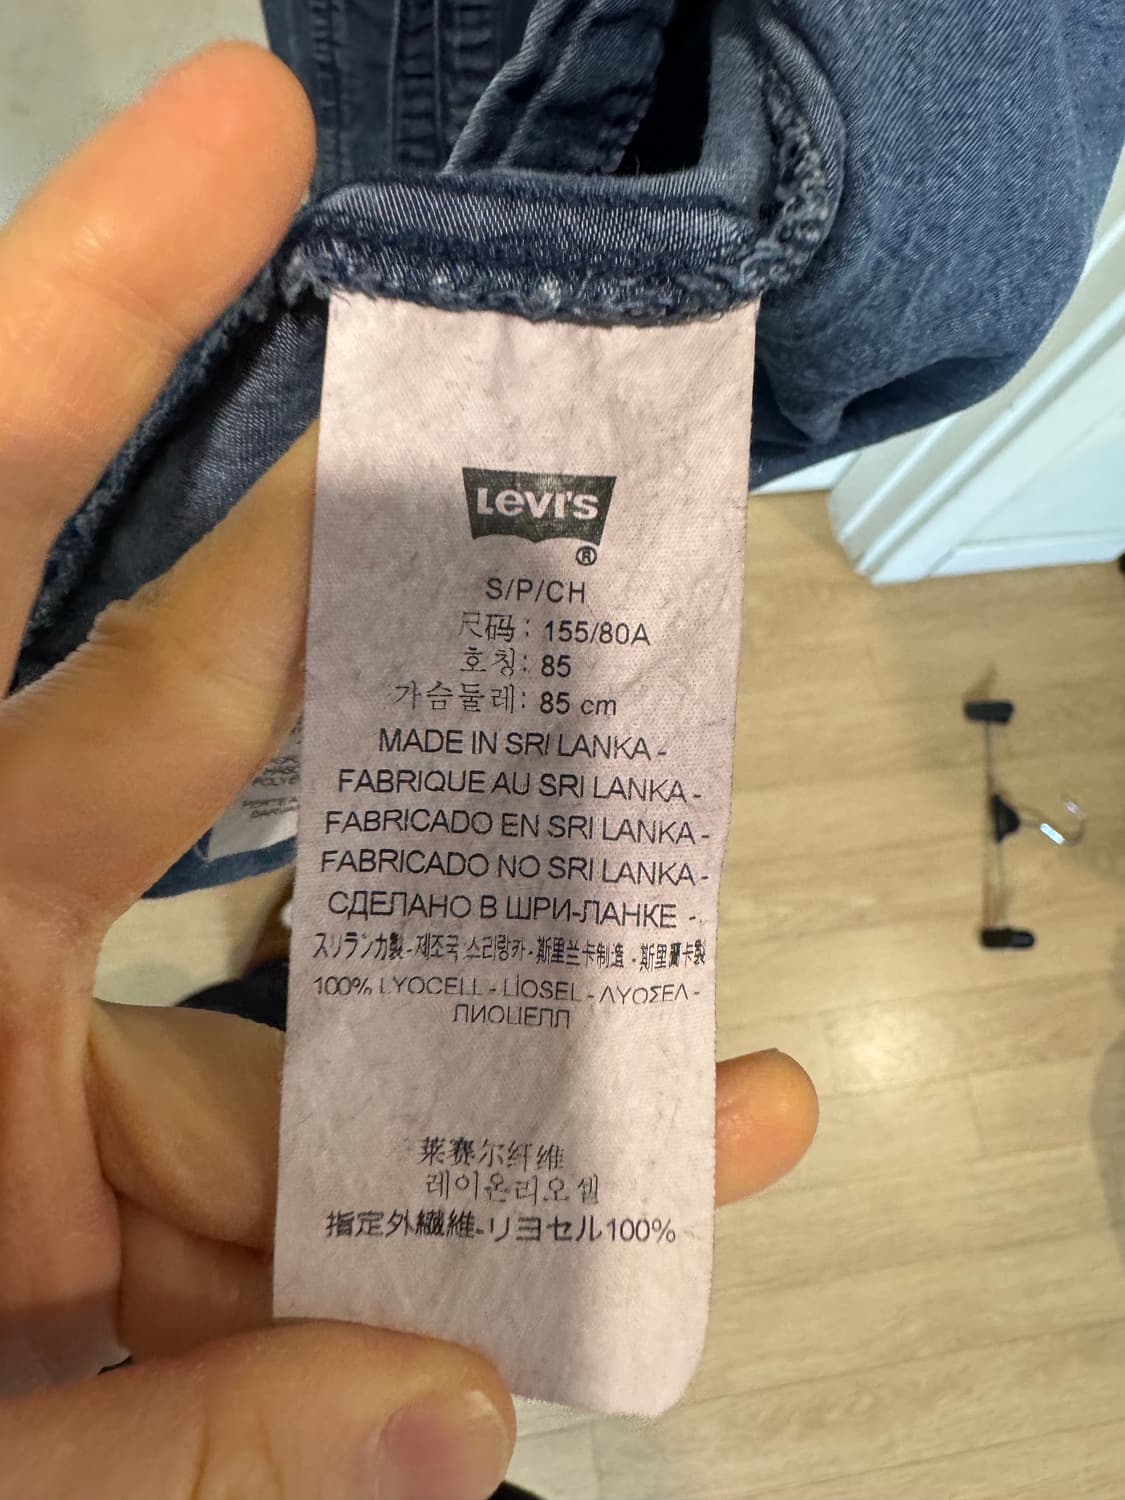 Levi's
®
S/P/CH
尺码: 155/80A
호칭: 85
가슴둘레: 85 cm
MADE IN SRI LANKA -
FABRIQUE AU SRI LANKA -
FABRICADO EN SRI LANKA -
FABRICADO NO SRI LANKA -
СДЕЛАНО В ШРИ-ЛАНКЕ -
スリランカ製-제조국 스리랑카-斯里兰卡制造-斯里蘭卡製
100% LYOCELL - LİOSEL - ΛΥΟΣΕΛ -
ЛИОЦЕЛЛ
莱赛尔纤维
레이온리오셀
指定外繊維-リヨセル100%